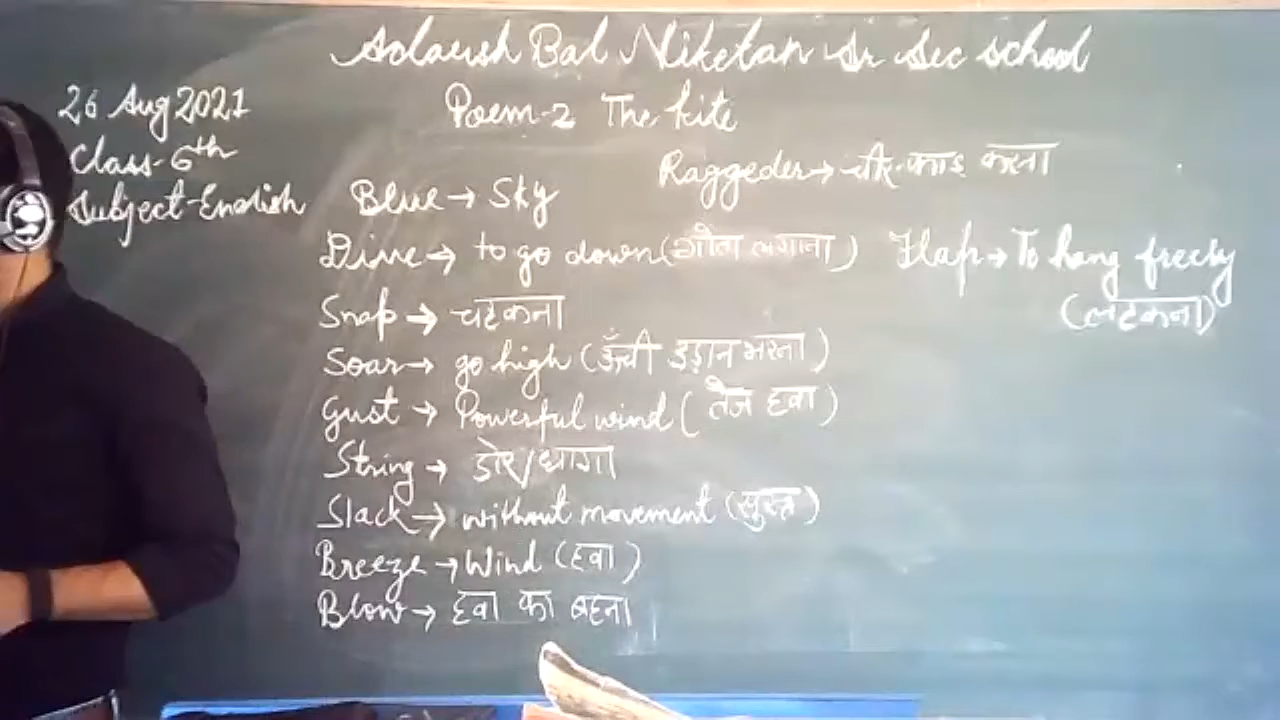 Adarsh Bal Niketan Sr Sec school
26 Aug 2021
Poem-2 The kite
Class-6th
Subject-English
Raggeder→ चीर-फाड करना
Blue → Sky
Dive → to go down (गोता लगाना)
Flap → To hang freely
(लटकना)
Snap → चटकना
Soar → go high (ऊँची उड़ान भरना)
Gust → Powerful wind (तेज हवा)
String → डोर/धागा
Slack → without movement (सुस्त)
Breeze → Wind (हवा)
Blow → हवा का बहना